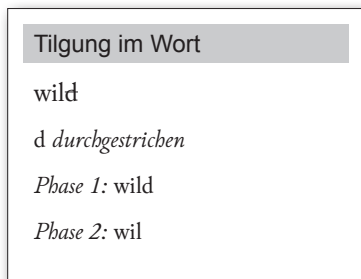 Tilgung im Wort
wild
d durchgestrichen
Phase 1: wild
Phase 2: wil